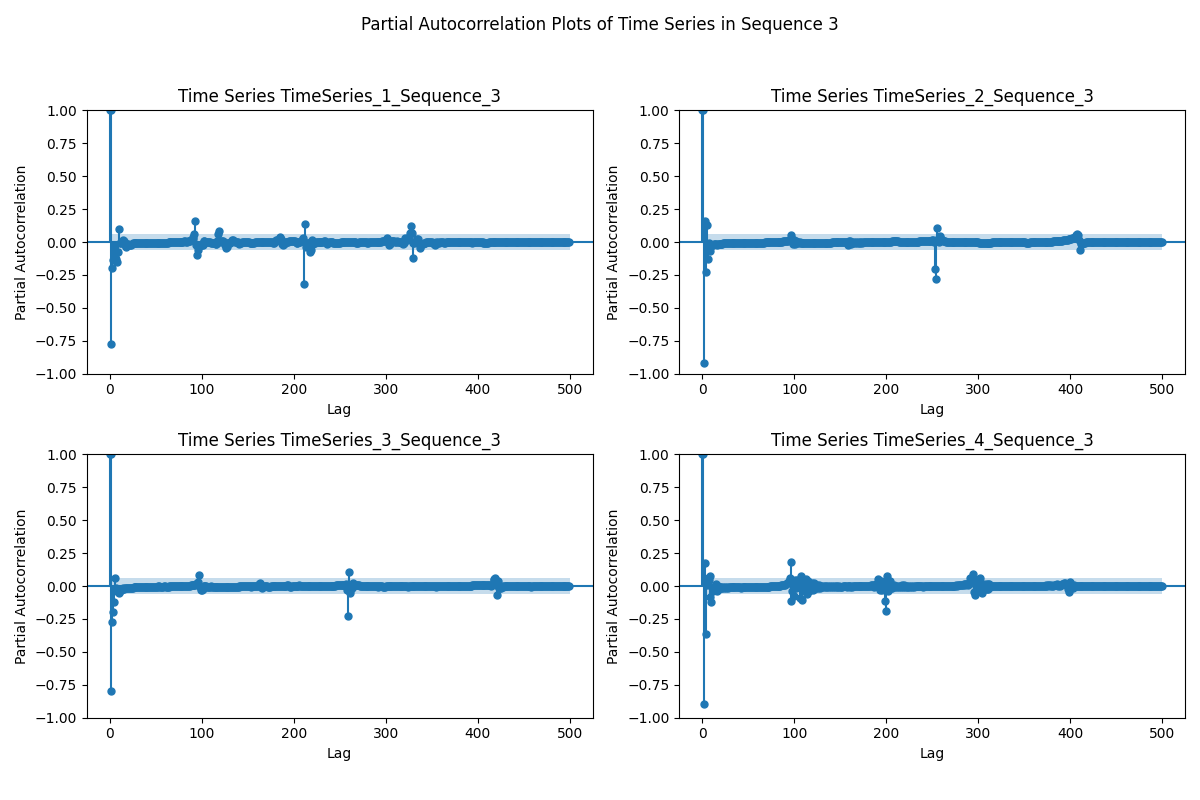 Partial Autocorrelation Plots of Time Series in Sequence 3
Time Series TimeSeries_1_Sequence_3
1.00
0.75
0.50
0.25
0.00
−0.25
−0.50
−0.75
−1.00
Partial Autocorrelation
0 100 200 300 400 500
Lag
Time Series TimeSeries_2_Sequence_3
1.00
0.75
0.50
0.25
0.00
−0.25
−0.50
−0.75
−1.00
Partial Autocorrelation
0 100 200 300 400 500
Lag
Time Series TimeSeries_3_Sequence_3
1.00
0.75
0.50
0.25
0.00
−0.25
−0.50
−0.75
−1.00
Partial Autocorrelation
0 100 200 300 400 500
Lag
Time Series TimeSeries_4_Sequence_3
1.00
0.75
0.50
0.25
0.00
−0.25
−0.50
−0.75
−1.00
Partial Autocorrelation
0 100 200 300 400 500
Lag